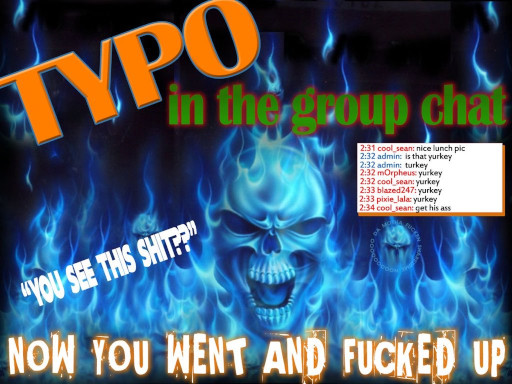 TYPO
in the group chat
2:31 cool_sean: nice lunch pic
2:32 admin: is that yurkey
2:32 admin: turkey
2:32 mOrpheus: yurkey
2:32 cool_sean: yurkey
2:33 blazed247: yurkey
2:33 pixie_lala: yurkey
2:34 cool_sean: get his ass
"YOU SEE THIS SHIT??"
NOW YOU WENT AND FUCKED UP